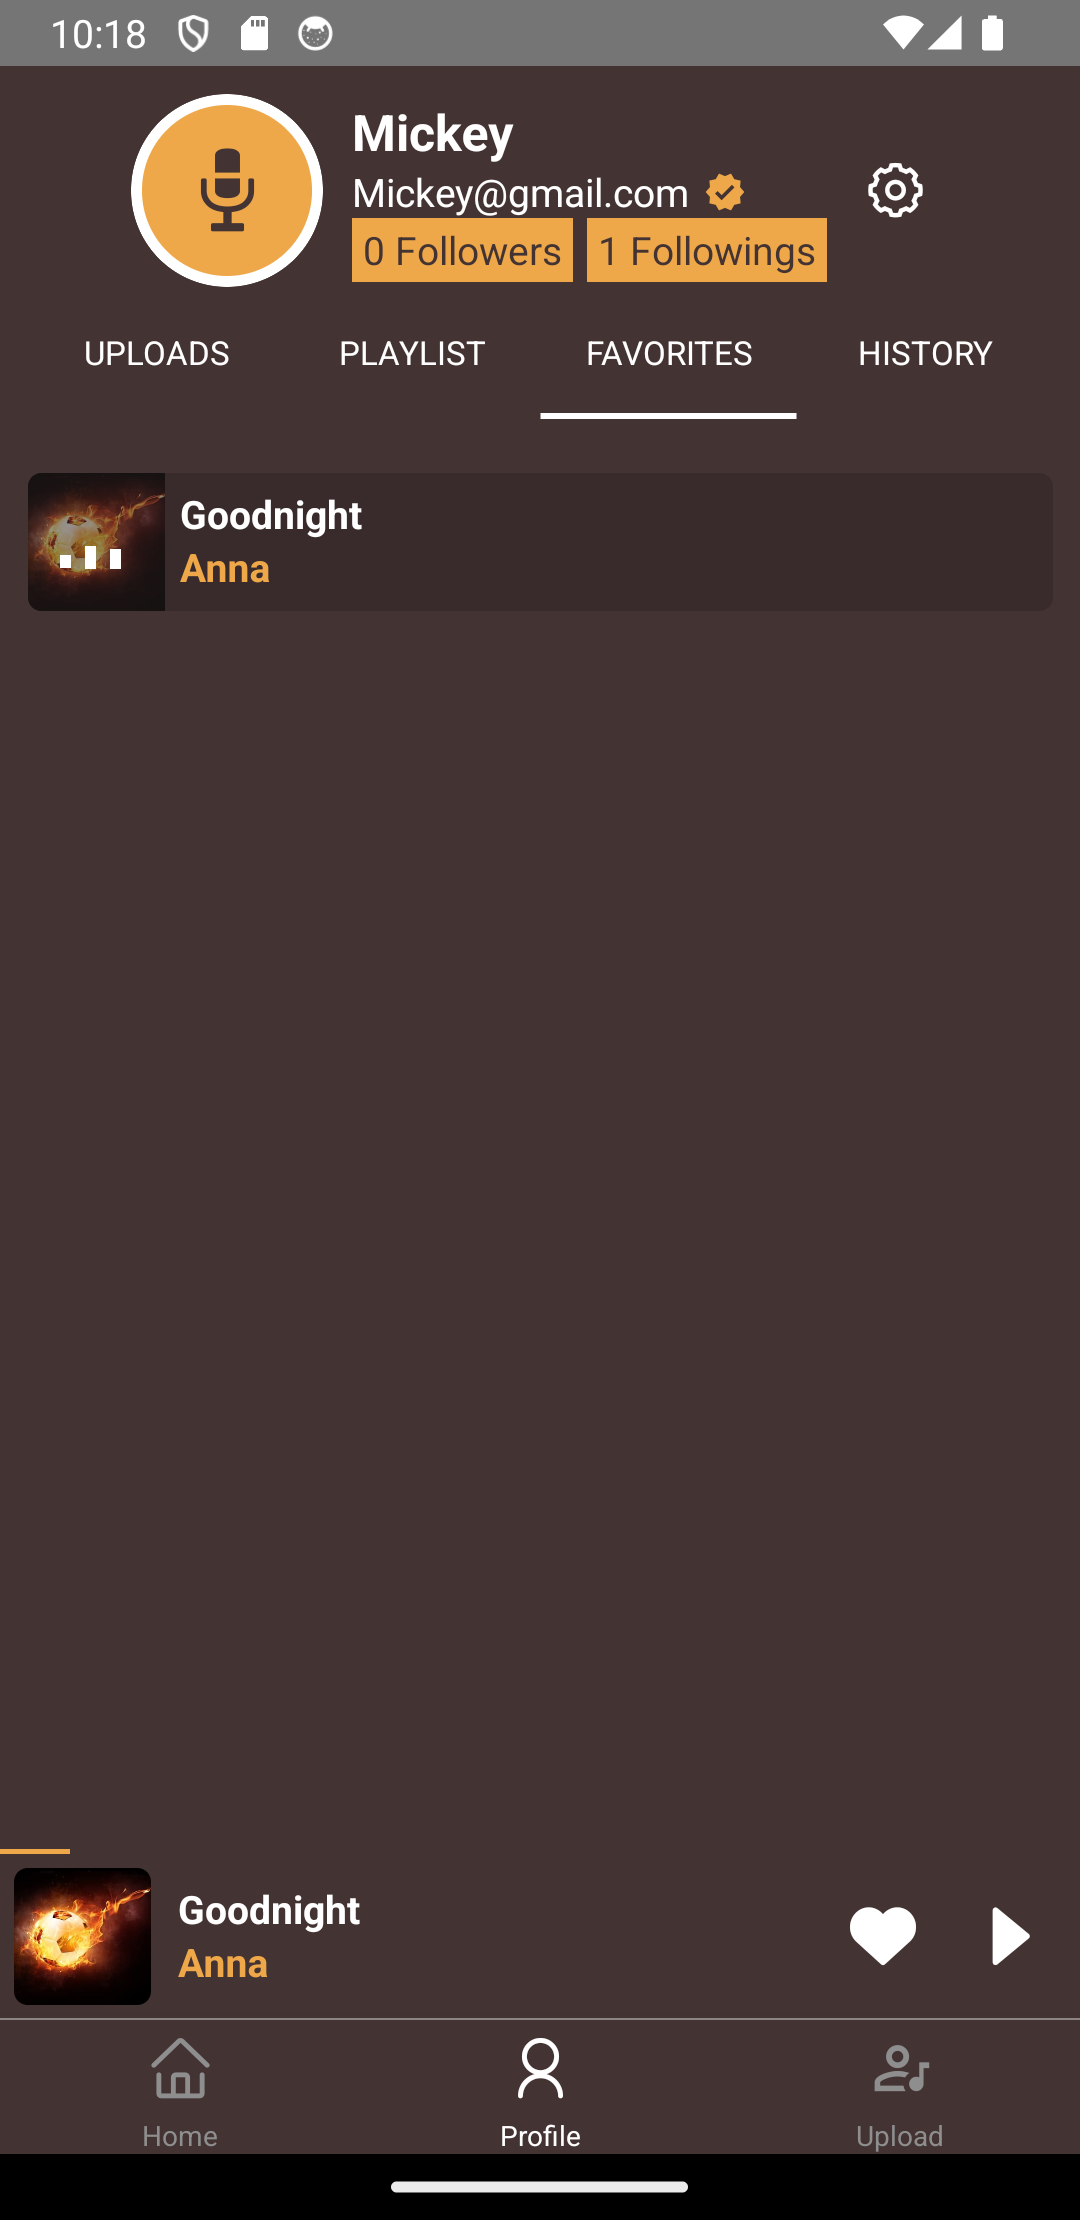 10:18
Mickey
Mickey@gmail.com
0 Followers 1 Followings
UPLOADS PLAYLIST FAVORITES HISTORY
Goodnight
Anna
Goodnight
Anna
Home Profile Upload